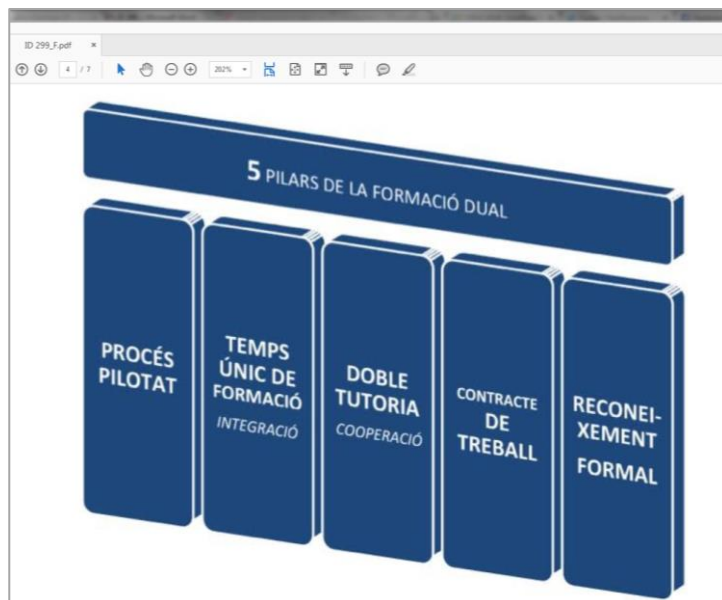 ID 299_F.pdf ×
4 / 7 202%
5 PILARS DE LA FORMACIÓ DUAL
PROCÉS
PILOTAT
TEMPS
ÚNIC DE
FORMACIÓ
INTEGRACIÓ
DOBLE
TUTORIA
COOPERACIÓ
CONTRACTE
DE
TREBALL
RECONEI-
XEMENT
FORMAL